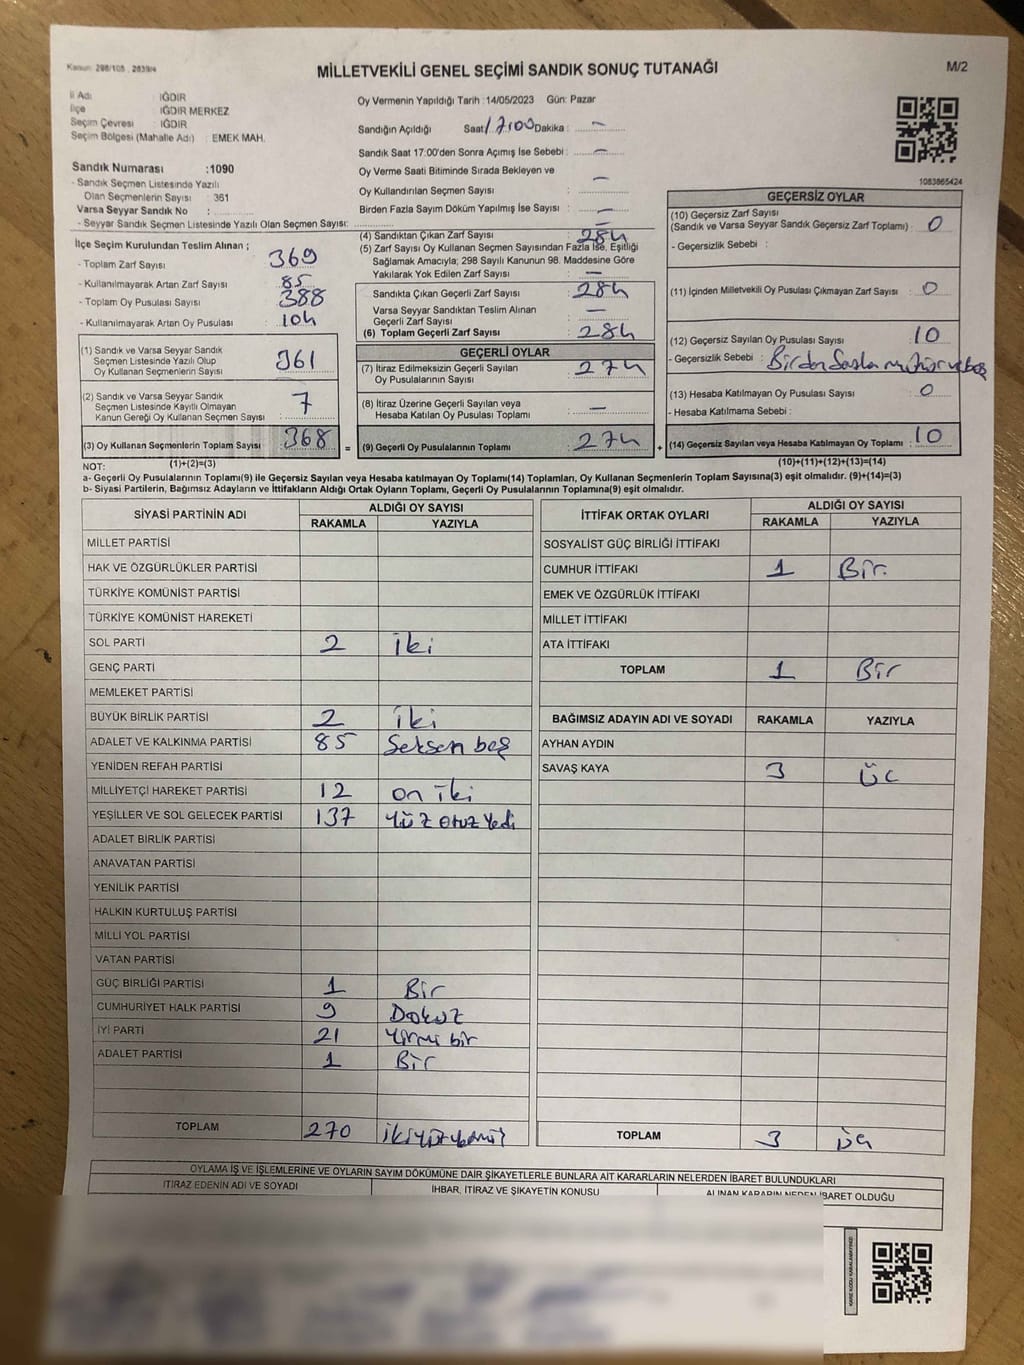 Kanun: 298/105 , 2839/4
MİLLETVEKİLİ GENEL SEÇİMİ SANDIK SONUÇ TUTANAĞI
M/2
İl Adı : IĞDIR
İlçe : IĞDIR MERKEZ
Seçim Çevresi : IĞDIR
Seçim Bölgesi (Mahalle Adı) : EMEK MAH.
Sandık Numarası :1090
- Sandık Seçmen Listesinde Yazılı
Olan Seçmenlerin Sayısı : 361
Varsa Seyyar Sandık No :
- Seyyar Sandık Seçmen Listesinde Yazılı Olan Seçmen Sayısı:
Oy Vermenin Yapıldığı Tarih : 14/05/2023 Gün: Pazar
Sandığın Açıldığı Saat 17:00 Dakika : —
Sandık Saat 17:00'den Sonra Açımış İse Sebebi : —
Oy Verme Saati Bitiminde Sırada Bekleyen ve
Oy Kullandırılan Seçmen Sayısı : —
Birden Fazla Sayım Döküm Yapılmış İse Sayısı : —
1083865424
İlçe Seçim Kurulundan Teslim Alınan ;
- Toplam Zarf Sayısı : 369
- Kullanılmayarak Artan Zarf Sayısı : 85
- Toplam Oy Pusulası Sayısı : 388
- Kullanılmayarak Artan Oy Pusulası : 104
(1) Sandık ve Varsa Seyyar Sandık
Seçmen Listesinde Yazılı Olup
Oy Kullanan Seçmenlerin Sayısı : 361
(2) Sandık ve Varsa Seyyar Sandık
Seçmen Listesinde Kayıtlı Olmayan
Kanun Gereği Oy Kullanan Seçmen Sayısı : 7
(3) Oy Kullanan Seçmenlerin Toplam Sayısı : 368 =
(1)+(2)=(3)
(4) Sandıktan Çıkan Zarf Sayısı : 284
(5) Zarf Sayısı Oy Kullanan Seçmen Sayısından Fazla İse, Eşitliği
Sağlamak Amacıyla; 298 Sayılı Kanunun 98. Maddesine Göre
Yakılarak Yok Edilen Zarf Sayısı : —
Sandıkta Çıkan Geçerli Zarf Sayısı : 284
Varsa Seyyar Sandıktan Teslim Alınan
Geçerli Zarf Sayısı : —
(6) Toplam Geçerli Zarf Sayısı : 284
GEÇERLİ OYLAR
(7) İtiraz Edilmeksizin Geçerli Sayılan
Oy Pusulalarının Sayısı : 274
(8) İtiraz Üzerine Geçerli Sayılan veya
Hesaba Katılan Oy Pusulası Toplamı : —
(9) Geçerli Oy Pusulalarının Toplamı : 274 +
GEÇERSİZ OYLAR
(10) Geçersiz Zarf Sayısı
(Sandık ve Varsa Seyyar Sandık Geçersiz Zarf Toplamı) : 0
- Geçersizlik Sebebi :
(11) İçinden Milletvekili Oy Pusulası Çıkmayan Zarf Sayısı : 0
(12) Geçersiz Sayılan Oy Pusulası Sayısı : 10
- Geçersizlik Sebebi : Birden fazla mühür ve boş
(13) Hesaba Katılmayan Oy Pusulası Sayısı : 0
- Hesaba Katılmama Sebebi :
(14) Geçersiz Sayılan veya Hesaba Katılmayan Oy Toplamı : 10
(10)+(11)+(12)+(13)=(14)
NOT:
a- Geçerli Oy Pusulalarının Toplamı(9) ile Geçersiz Sayılan veya Hesaba katılmayan Oy Toplamı(14) Toplamları, Oy Kullanan Seçmenlerin Toplam Sayısına(3) eşit olmalıdır. (9)+(14)=(3)
b- Siyasi Partilerin, Bağımsız Adayların ve İttifakların Aldığı Ortak Oyların Toplamı, Geçerli Oy Pusulalarının Toplamına(9) eşit olmalıdır.
SİYASİ PARTİNİN ADI ALDIĞI OY SAYISI
RAKAMLA YAZIYLA
MİLLET PARTİSİ
HAK VE ÖZGÜRLÜKLER PARTİSİ
TÜRKİYE KOMÜNİST PARTİSİ
TÜRKİYE KOMÜNİST HAREKETİ
SOL PARTİ 2 iki
GENÇ PARTİ
MEMLEKET PARTİSİ
BÜYÜK BİRLİK PARTİSİ 2 iki
ADALET VE KALKINMA PARTİSİ 85 Seksen beş
YENİDEN REFAH PARTİSİ
MİLLİYETÇİ HAREKET PARTİSİ 12 on iki
YEŞİLLER VE SOL GELECEK PARTİSİ 137 Yüz otuz Yedi
ADALET BİRLİK PARTİSİ
ANAVATAN PARTİSİ
YENİLİK PARTİSİ
HALKIN KURTULUŞ PARTİSİ
MİLLİ YOL PARTİSİ
VATAN PARTİSİ
GÜÇ BİRLİĞİ PARTİSİ 1 Bir
CUMHURİYET HALK PARTİSİ 9 Dokuz
İYİ PARTİ 21 Yirmi bir
ADALET PARTİSİ 1 Bir
TOPLAM 270 ikiyüzyetmiş
İTTİFAK ORTAK OYLARI ALDIĞI OY SAYISI
RAKAMLA YAZIYLA
SOSYALİST GÜÇ BİRLİĞİ İTTİFAKI
CUMHUR İTTİFAKI 1 Bir.
EMEK VE ÖZGÜRLÜK İTTİFAKI
MİLLET İTTİFAKI
ATA İTTİFAKI
TOPLAM 1 Bir
BAĞIMSIZ ADAYIN ADI VE SOYADI RAKAMLA YAZIYLA
AYHAN AYDIN
SAVAŞ KAYA 3 Üç
TOPLAM 3 üç
OYLAMA İŞ VE İŞLEMLERİNE VE OYLARIN SAYIM DÖKÜMÜNE DAİR ŞİKAYETLERLE BUNLARA AİT KARARLARIN NELERDEN İBARET BULUNDUKLARI
İTİRAZ EDENİN ADI VE SOYADI İHBAR, İTİRAZ VE ŞİKAYETİN KONUSU ALINAN KARARIN NEDEN İBARET OLDUĞU